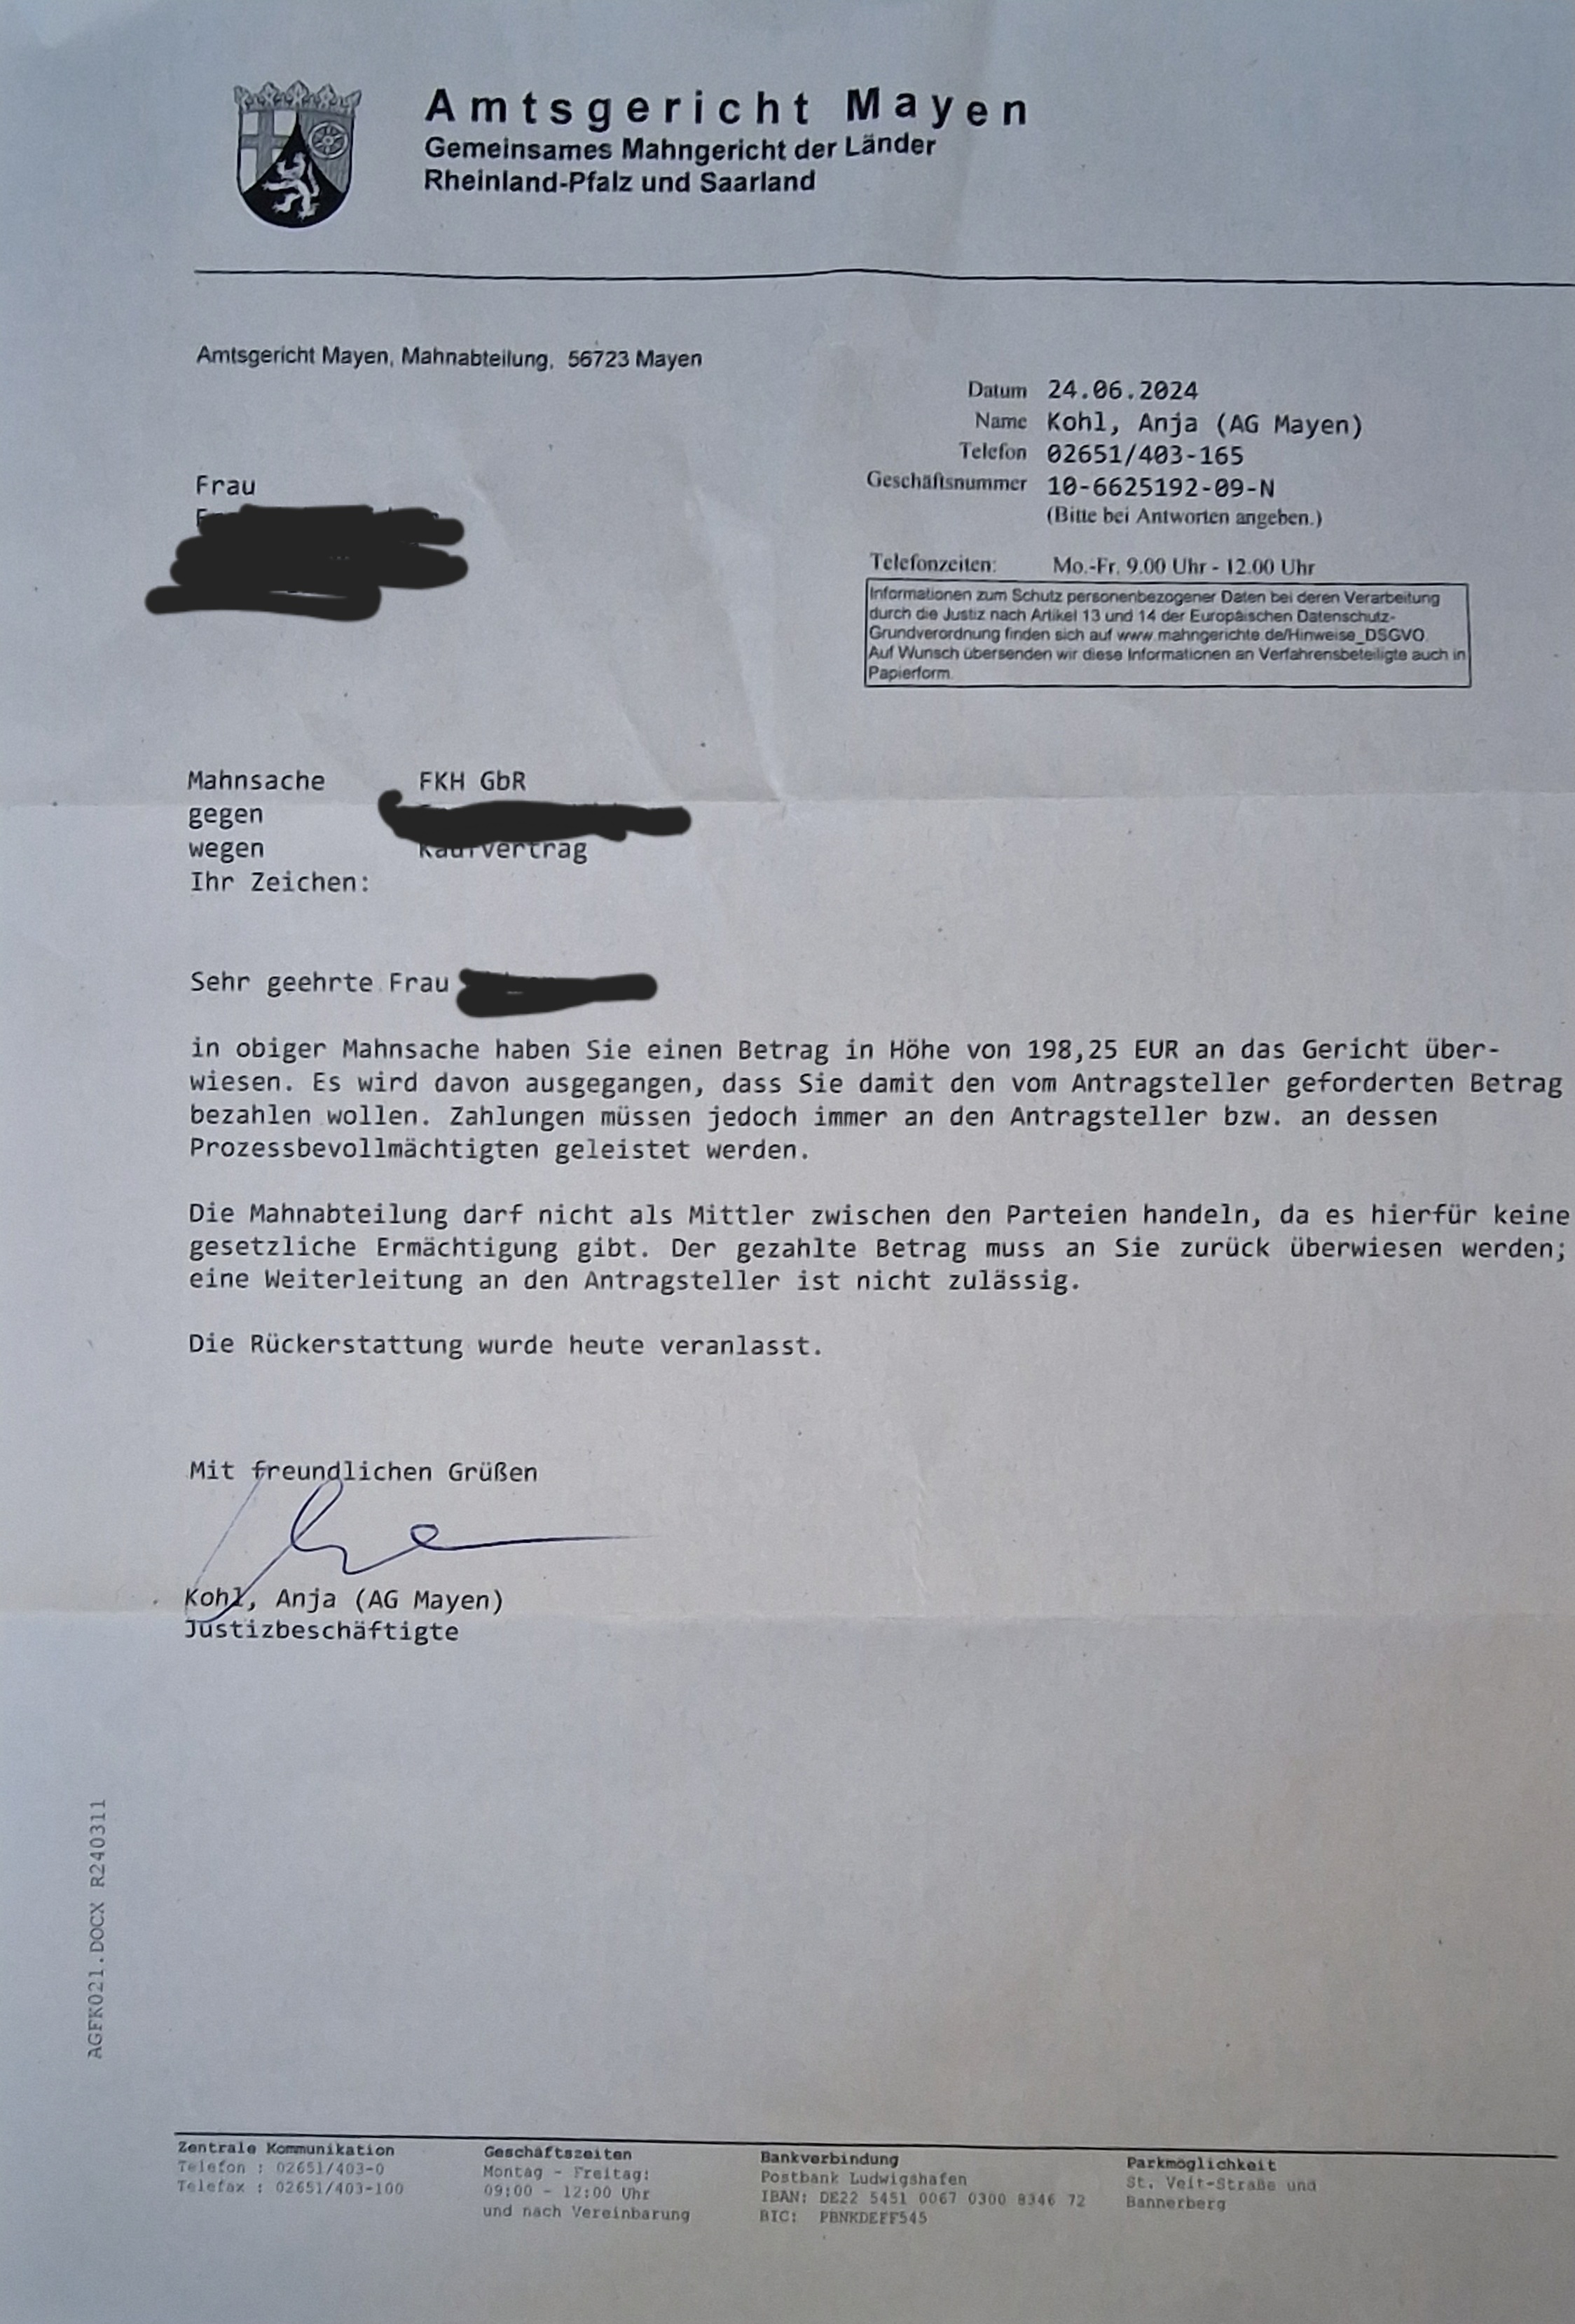 Amtsgericht Mayen
Gemeinsames Mahngericht der Länder
Rheinland-Pfalz und Saarland
Amtsgericht Mayen, Mahnabteilung, 56723 Mayen
Datum 24.06.2024
Name Kohl, Anja (AG Mayen)
Telefon 02651/403-165
Geschäftsnummer 10-6625192-09-N
(Bitte bei Antworten angeben.)
Frau
Telefonzeiten: Mo.-Fr. 9.00 Uhr - 12.00 Uhr
Informationen zum Schutz personenbezogener Daten bei deren Verarbeitung
durch die Justiz nach Artikel 13 und 14 der Europäischen Datenschutz-
Grundverordnung finden sich auf www.mahngerichte.de/Hinweise_DSGVO.
Auf Wunsch übersenden wir diese Informationen an Verfahrensbeteiligte auch in
Papierform.
Mahnsache FKH GbR
gegen
wegen Kaufvertrag
Ihr Zeichen:
Sehr geehrte Frau
in obiger Mahnsache haben Sie einen Betrag in Höhe von 198,25 EUR an das Gericht über-
wiesen. Es wird davon ausgegangen, dass Sie damit den vom Antragsteller geforderten Betrag
bezahlen wollen. Zahlungen müssen jedoch immer an den Antragsteller bzw. an dessen
Prozessbevollmächtigten geleistet werden.
Die Mahnabteilung darf nicht als Mittler zwischen den Parteien handeln, da es hierfür keine
gesetzliche Ermächtigung gibt. Der gezahlte Betrag muss an Sie zurück überwiesen werden;
eine Weiterleitung an den Antragsteller ist nicht zulässig.
Die Rückerstattung wurde heute veranlasst.
Mit freundlichen Grüßen
Kohl, Anja (AG Mayen)
Justizbeschäftigte
AGFK021.DOCX R240311
Zentrale Kommunikation
Telefon : 02651/403-0
Telefax : 02651/403-100
Geschäftszeiten
Montag - Freitag:
09:00 - 12:00 Uhr
und nach Vereinbarung
Bankverbindung
Postbank Ludwigshafen
IBAN: DE22 5451 0067 0300 8346 72
BIC: PBNKDEFF545
Parkmöglichkeit
St. Veit-Straße und
Bannerberg